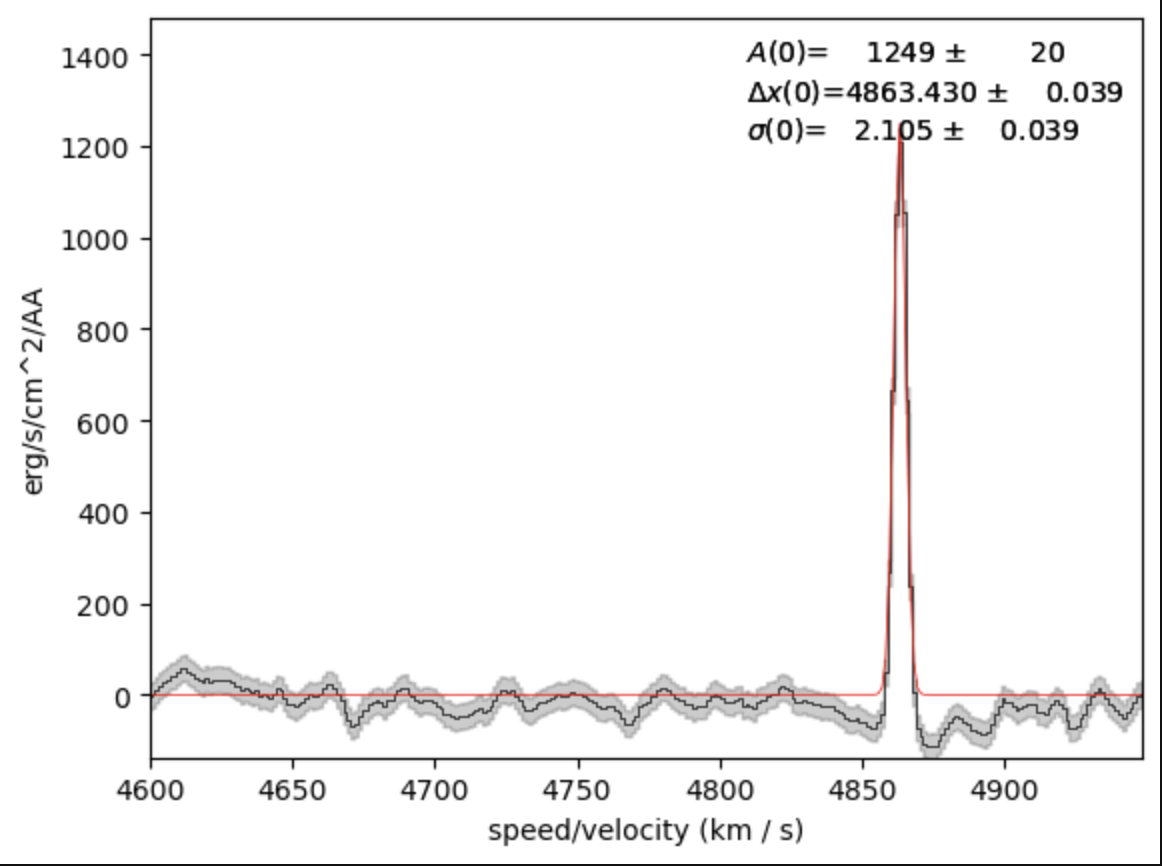 A(0)= 1249 ± 20
Δx(0)=4863.430 ± 0.039
σ(0)= 2.105 ± 0.039
1400
1200
1000
800
600
400
200
0
erg/s/cm^2/AA
4600 4650 4700 4750 4800 4850 4900
speed/velocity (km / s)